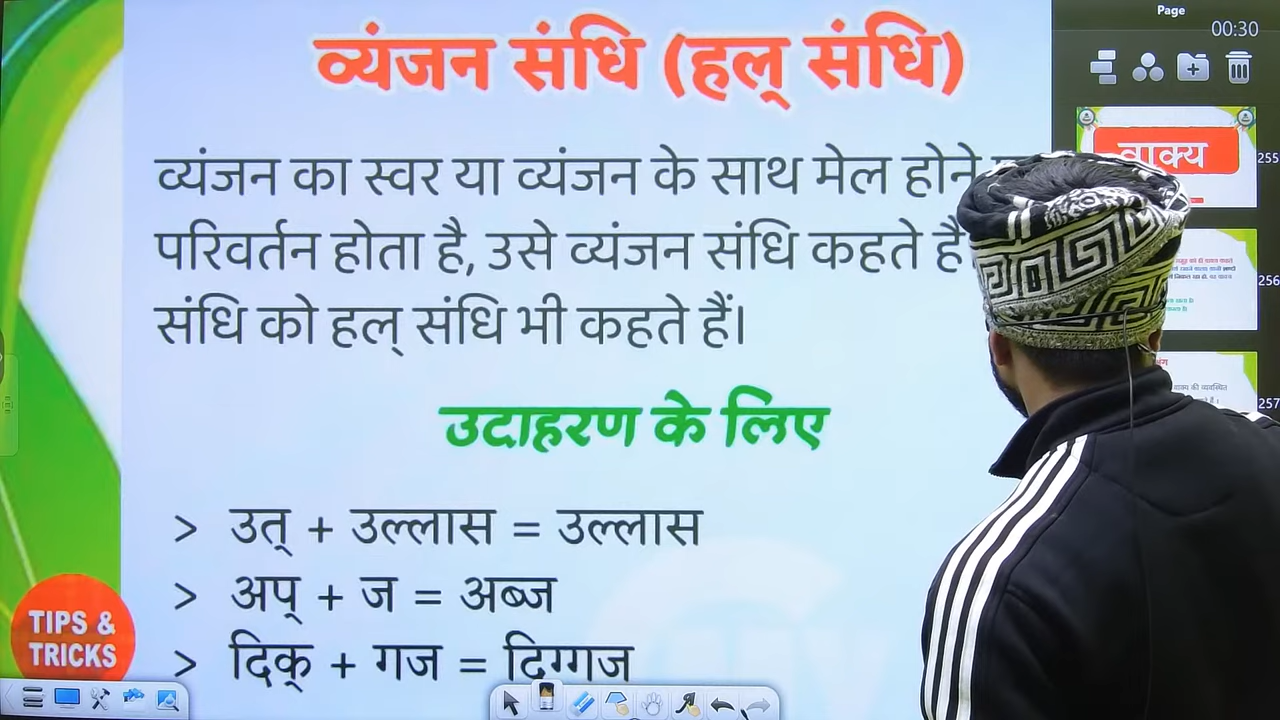 व्यंजन संधि (हल् संधि)
व्यंजन का स्वर या व्यंजन के साथ मेल होने
परिवर्तन होता है, उसे व्यंजन संधि कहते हैं
संधि को हल् संधि भी कहते हैं।
उदाहरण के लिए
> उत् + उल्लास = उल्लास
> अप् + ज = अब्ज
> दिक् + गज = दिग्गज
TIPS &
TRICKS
Page
00:30
वाक्य
255
256
257